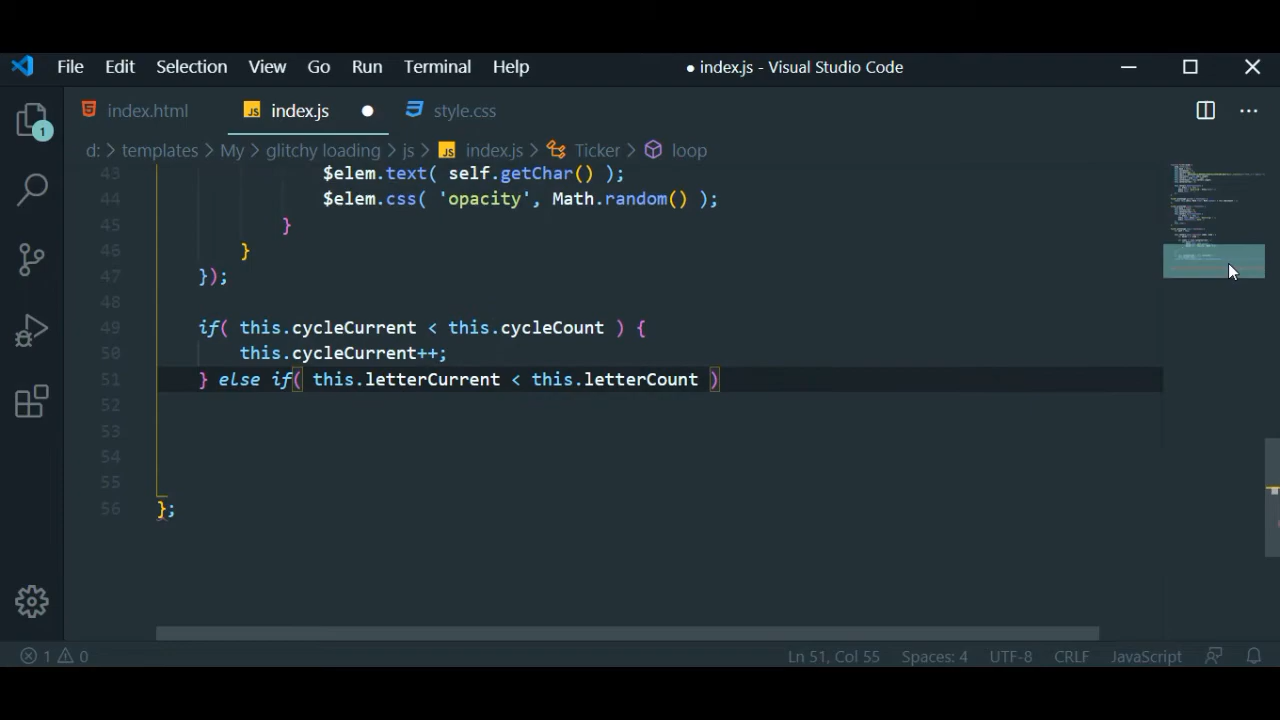 File Edit Selection View Go Run Terminal Help ● index.js - Visual Studio Code
index.html JS index.js style.css
d: > templates > My > glitchy loading > js > JS index.js > Ticker > loop
43 $elem.text( self.getChar() );
44 $elem.css( 'opacity', Math.random() );
45 }
46 }
47 });
48
49 if( this.cycleCurrent < this.cycleCount ) {
50 this.cycleCurrent++;
51 } else if( this.letterCurrent < this.letterCount )
52
53
54
55
56 };
1
1 0 Ln 51, Col 55 Spaces: 4 UTF-8 CRLF JavaScript